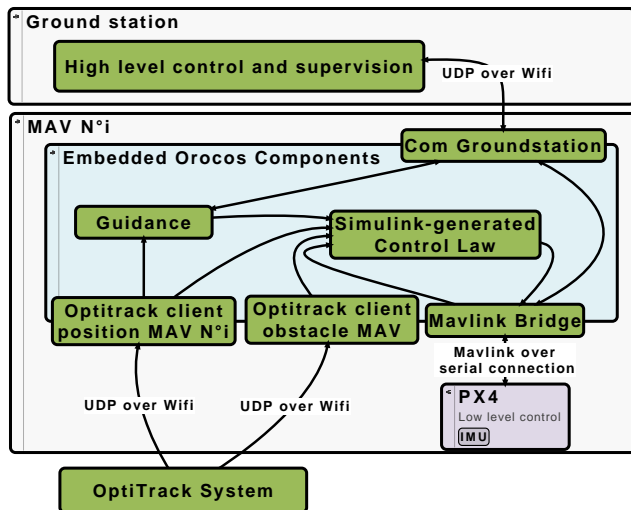 Ground station
High level control and supervision
UDP over Wifi
MAV N°i
Com Groundstation
Embedded Orocos Components
Guidance
Simulink-generated
Control Law
Optitrack client
position MAV N°i
Optitrack client
obstacle MAV
Mavlink Bridge
Mavlink over
serial connection
UDP over Wifi
UDP over Wifi
PX4
Low level control
IMU
OptiTrack System